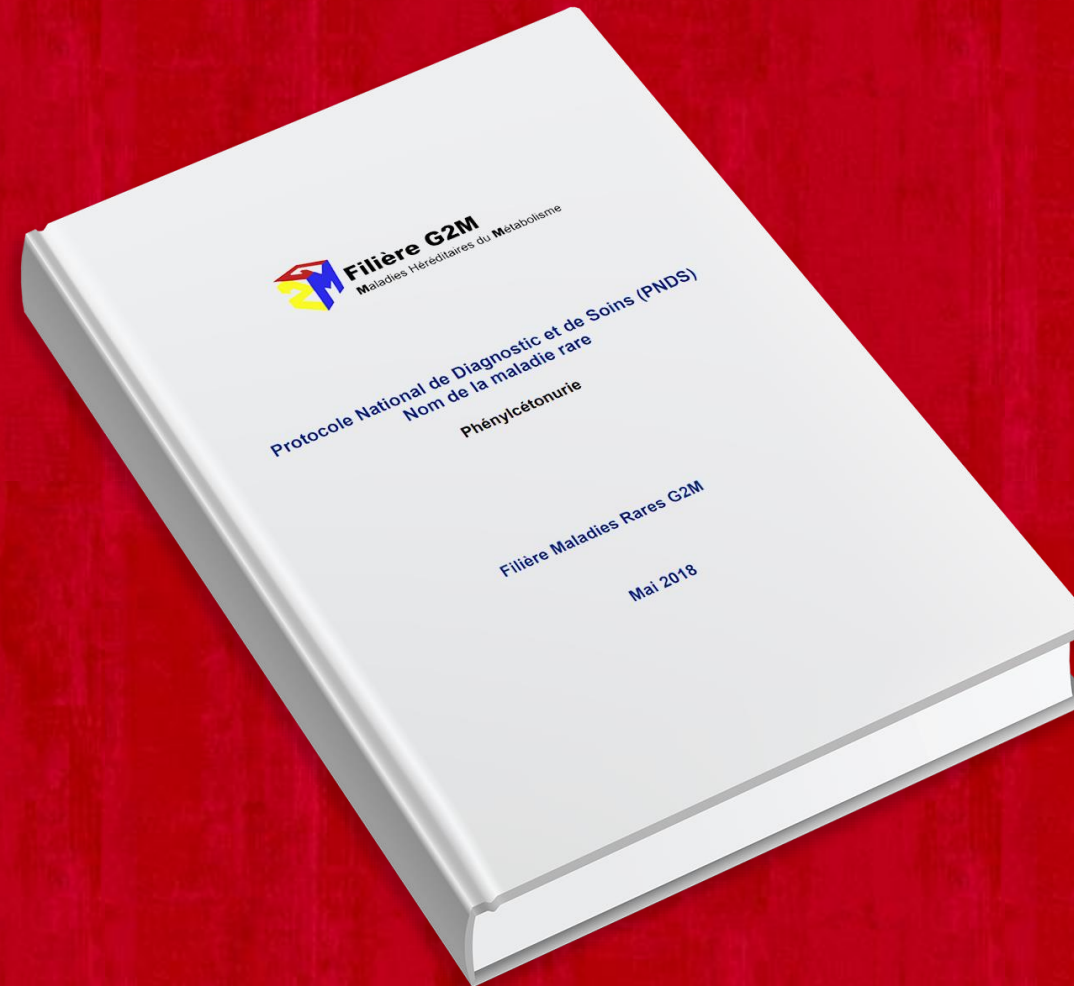 Filière G2M
Maladies Héréditaires du Métabolisme
Protocole National de Diagnostic et de Soins (PNDS)
Nom de la maladie rare
Phénylcétonurie
Filière Maladies Rares G2M
Mai 2018